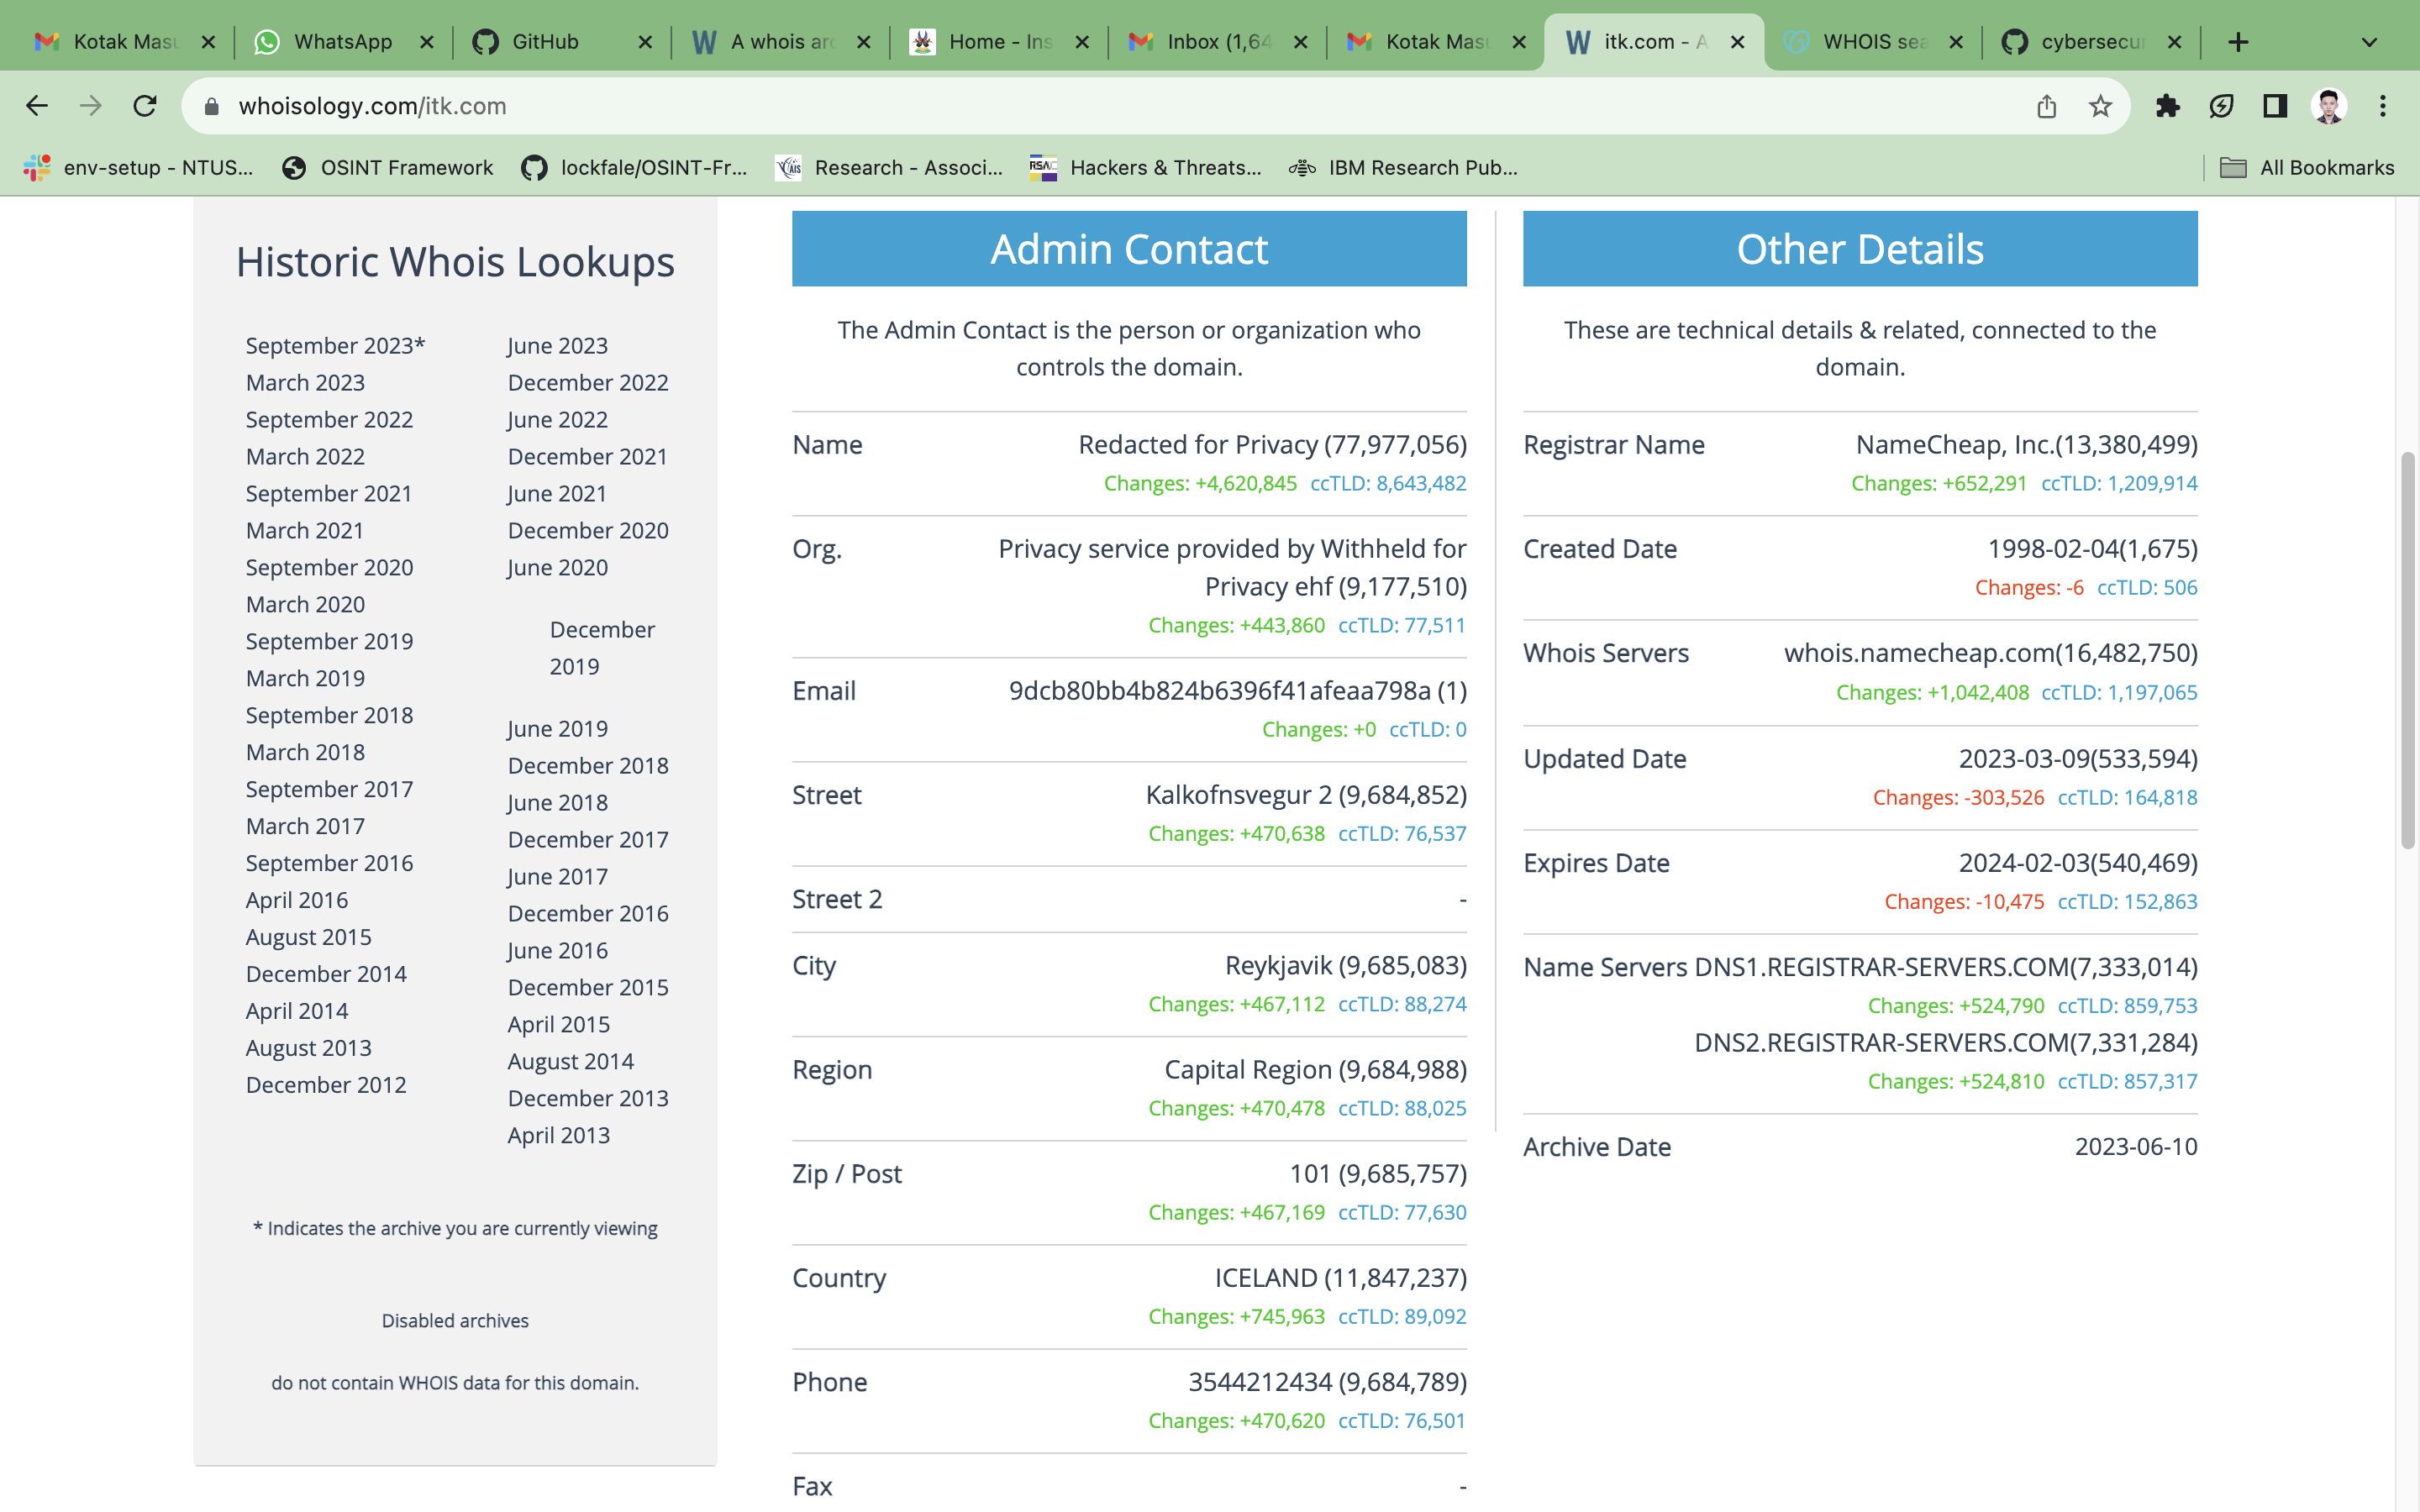 Kotak Masu
WhatsApp
GitHub
A whois arc
Home - Ins
Inbox (1,64
Kotak Masu
itk.com - A
WHOIS sea
cybersecur
whoisology.com/itk.com
env-setup - NTUS...
OSINT Framework
lockfale/OSINT-Fr...
Research - Associ...
Hackers & Threats...
IBM Research Pub...
All Bookmarks
Historic Whois Lookups
September 2023* June 2023
March 2023 December 2022
September 2022 June 2022
March 2022 December 2021
September 2021 June 2021
March 2021 December 2020
September 2020 June 2020
March 2020
December
September 2019
2019
March 2019
September 2018 June 2019
March 2018 December 2018
September 2017 June 2018
March 2017 December 2017
September 2016 June 2017
April 2016 December 2016
August 2015 June 2016
December 2014 December 2015
April 2014 April 2015
August 2013 August 2014
December 2012 December 2013
April 2013
* Indicates the archive you are currently viewing
Disabled archives
do not contain WHOIS data for this domain.
Admin Contact
The Admin Contact is the person or organization who
controls the domain.
Name Redacted for Privacy (77,977,056)
Changes: +4,620,845 ccTLD: 8,643,482
Org. Privacy service provided by Withheld for
Privacy ehf (9,177,510)
Changes: +443,860 ccTLD: 77,511
Email 9dcb80bb4b824b6396f41afeaa798a (1)
Changes: +0 ccTLD: 0
Street Kalkofnsvegur 2 (9,684,852)
Changes: +470,638 ccTLD: 76,537
Street 2 -
City Reykjavik (9,685,083)
Changes: +467,112 ccTLD: 88,274
Region Capital Region (9,684,988)
Changes: +470,478 ccTLD: 88,025
Zip / Post 101 (9,685,757)
Changes: +467,169 ccTLD: 77,630
Country ICELAND (11,847,237)
Changes: +745,963 ccTLD: 89,092
Phone 3544212434 (9,684,789)
Changes: +470,620 ccTLD: 76,501
Fax -
Other Details
These are technical details & related, connected to the
domain.
Registrar Name NameCheap, Inc.(13,380,499)
Changes: +652,291 ccTLD: 1,209,914
Created Date 1998-02-04(1,675)
Changes: -6 ccTLD: 506
Whois Servers whois.namecheap.com(16,482,750)
Changes: +1,042,408 ccTLD: 1,197,065
Updated Date 2023-03-09(533,594)
Changes: -303,526 ccTLD: 164,818
Expires Date 2024-02-03(540,469)
Changes: -10,475 ccTLD: 152,863
Name Servers DNS1.REGISTRAR-SERVERS.COM(7,333,014)
Changes: +524,790 ccTLD: 859,753
DNS2.REGISTRAR-SERVERS.COM(7,331,284)
Changes: +524,810 ccTLD: 857,317
Archive Date 2023-06-10